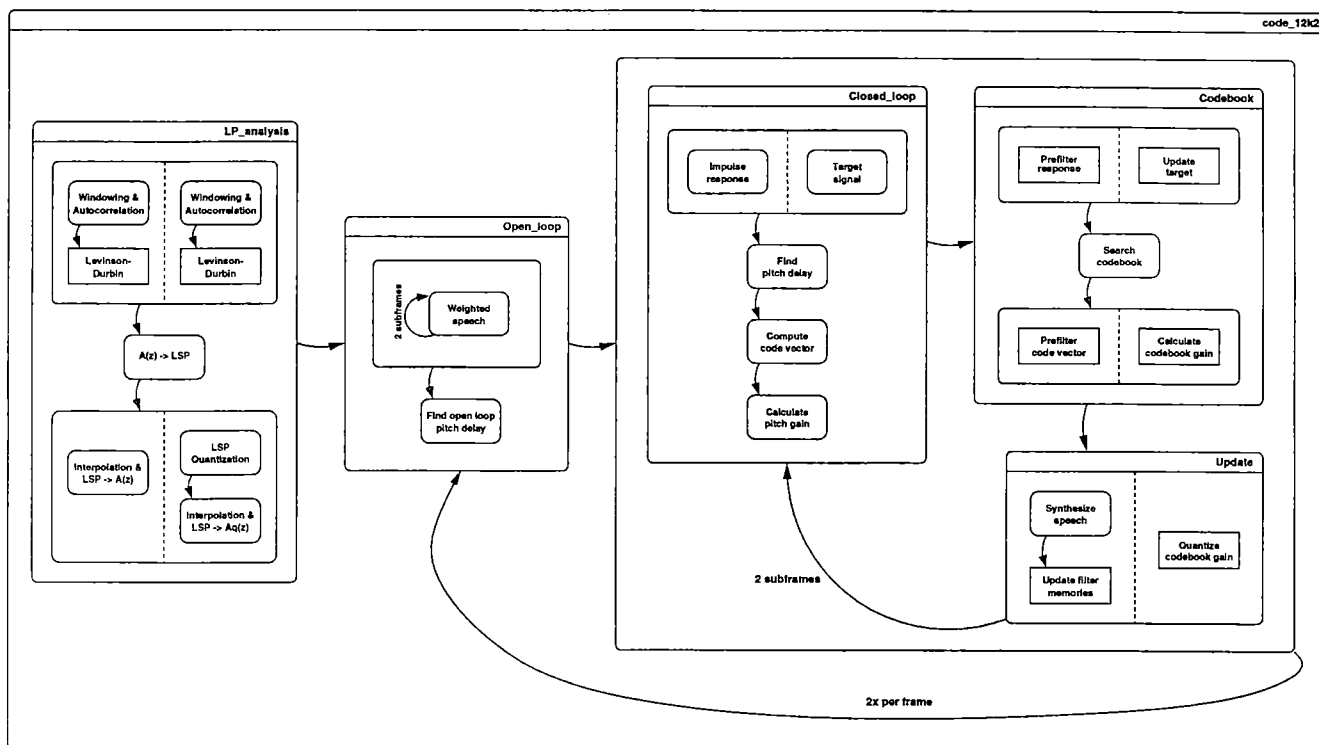 code_12k2
LP_analysis
Windowing &
Autocorrelation
Levinson-
Durbin
Windowing &
Autocorrelation
Levinson-
Durbin
A(z) -> LSP
Interpolation &
LSP -> A(z)
LSP
Quantization
Interpolation &
LSP -> Aq(z)
Open_loop
2 subframes
Weighted
speech
Find open loop
pitch delay
Closed_loop
Impulse
response
Target
signal
Find
pitch delay
Compute
code vector
Calculate
pitch gain
Codebook
Prefilter
response
Update
target
Search
codebook
Prefilter
code vector
Calculate
codebook gain
Update
Synthesize
speech
Update filter
memories
Quantize
codebook gain
2 subframes
2x per frame